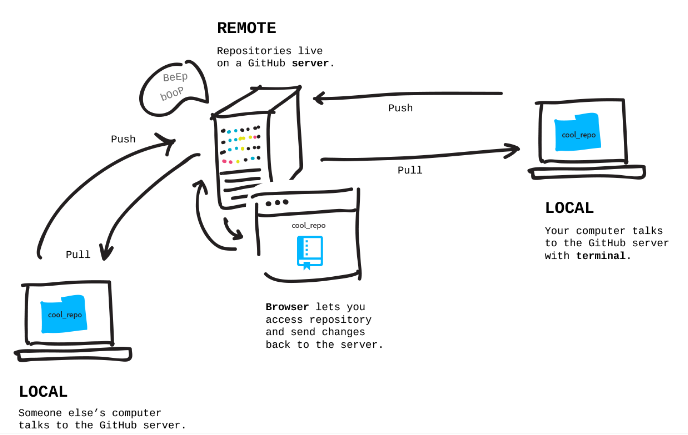 REMOTE
Repositories live
on a GitHub server.
BeEp
bOoP
Push
Pull
cool_repo
LOCAL
Your computer talks
to the GitHub server
with terminal.
Push
Pull
cool_repo
Browser lets you
access repository
and send changes
back to the server.
cool_repo
LOCAL
Someone else’s computer
talks to the GitHub server.